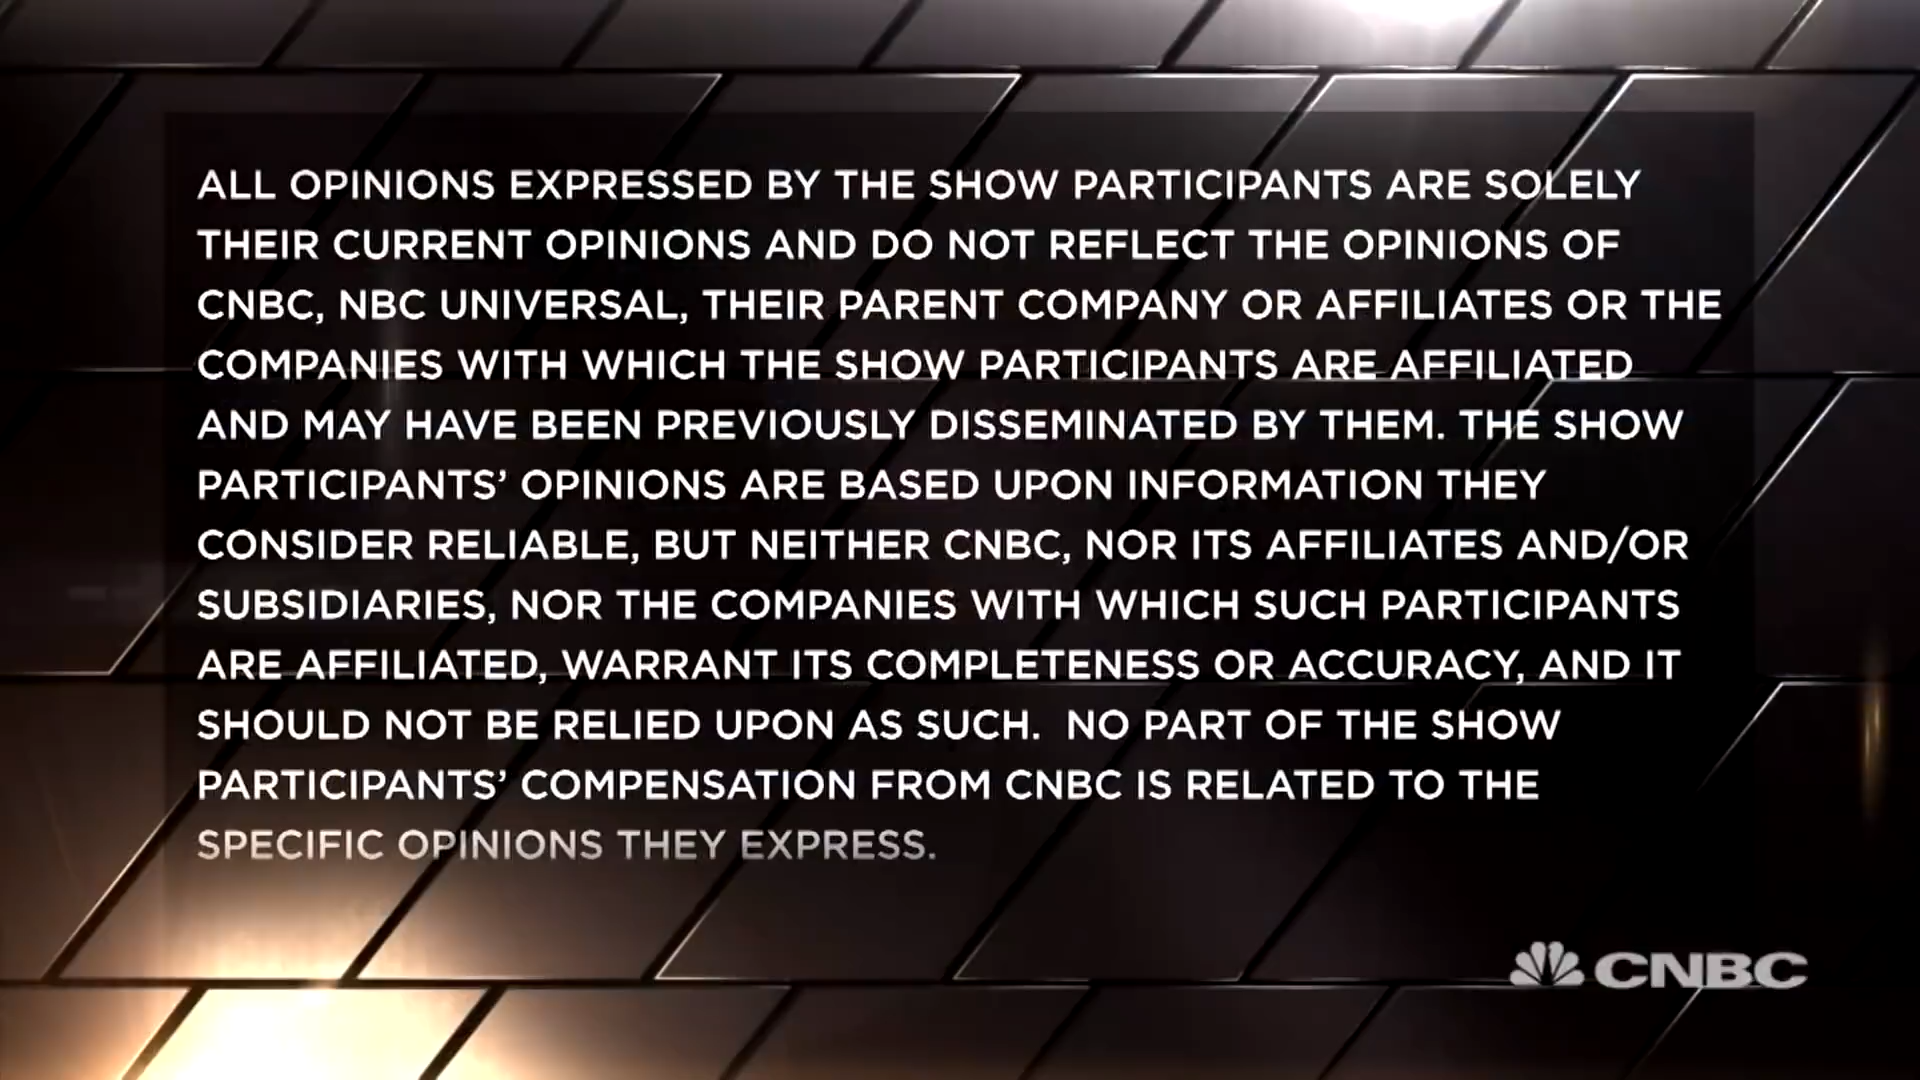 ALL OPINIONS EXPRESSED BY THE SHOW PARTICIPANTS ARE SOLELY
THEIR CURRENT OPINIONS AND DO NOT REFLECT THE OPINIONS OF
CNBC, NBC UNIVERSAL, THEIR PARENT COMPANY OR AFFILIATES OR THE
COMPANIES WITH WHICH THE SHOW PARTICIPANTS ARE AFFILIATED
AND MAY HAVE BEEN PREVIOUSLY DISSEMINATED BY THEM. THE SHOW
PARTICIPANTS’ OPINIONS ARE BASED UPON INFORMATION THEY
CONSIDER RELIABLE, BUT NEITHER CNBC, NOR ITS AFFILIATES AND/OR
SUBSIDIARIES, NOR THE COMPANIES WITH WHICH SUCH PARTICIPANTS
ARE AFFILIATED, WARRANT ITS COMPLETENESS OR ACCURACY, AND IT
SHOULD NOT BE RELIED UPON AS SUCH.  NO PART OF THE SHOW
PARTICIPANTS’ COMPENSATION FROM CNBC IS RELATED TO THE
SPECIFIC OPINIONS THEY EXPRESS.
CNBC